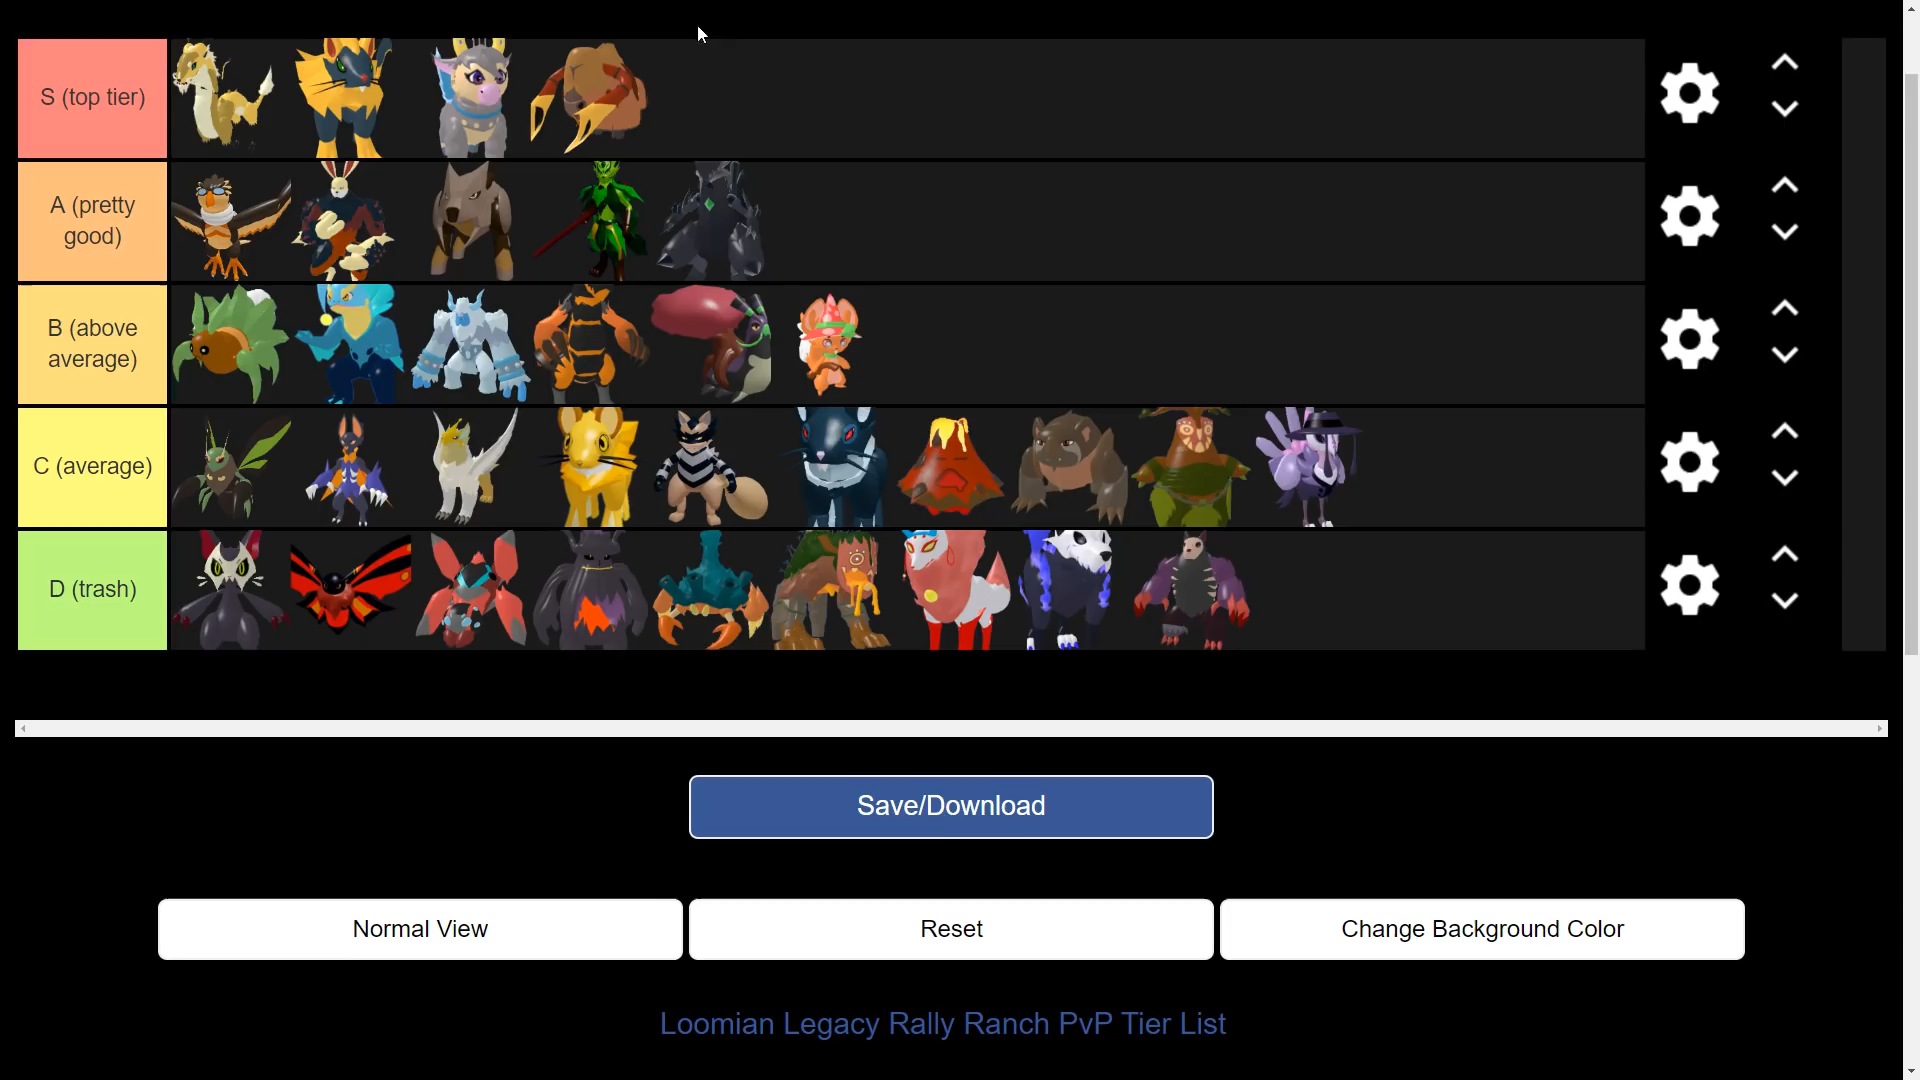 S (top tier)
A (pretty
good)
B (above
average)
C (average)
D (trash)
Save/Download
Normal View
Reset
Change Background Color
Loomian Legacy Rally Ranch PvP Tier List